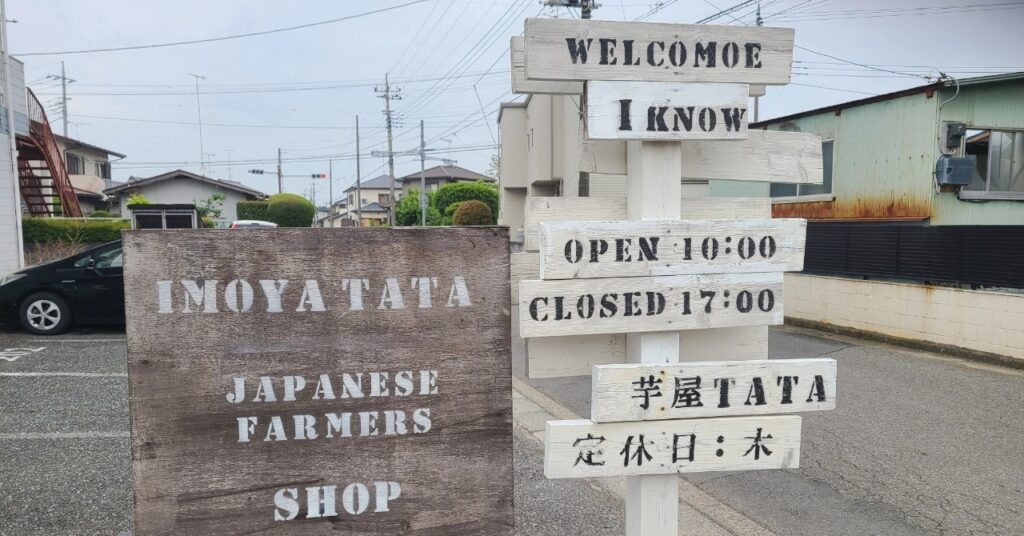 IMOYA TATA
JAPANESE
FARMERS
SHOP
WELCOMOE
I KNOW
OPEN 10:00
CLOSED 17:00
芋屋TATA
定休日:木